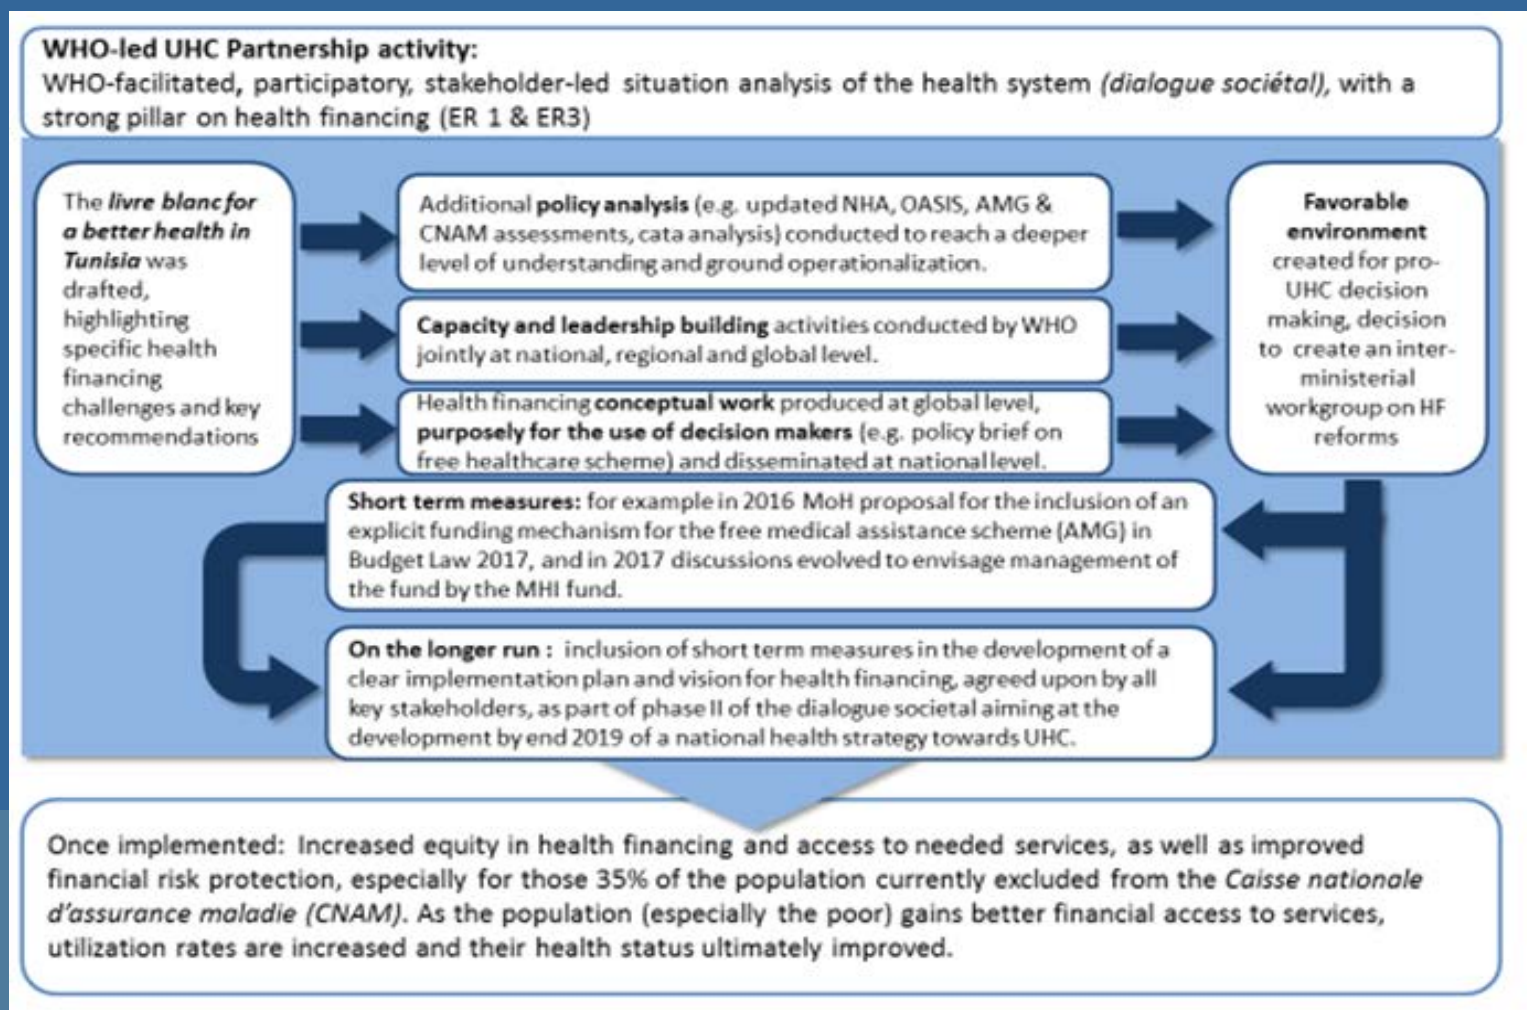 WHO-led UHC Partnership activity:
WHO-facilitated, participatory, stakeholder-led situation analysis of the health system (dialogue sociétal), with a
strong pillar on health financing (ER 1 & ER3)
The livre blanc for
a better health in
Tunisia was
drafted,
highlighting
specific health
financing
challenges and key
recommendations
Additional policy analysis (e.g. updated NHA, OASIS, AMG &
CNAM assessments, cata analysis) conducted to reach a deeper
level of understanding and ground operationalization.
Capacity and leadership building activities conducted by WHO
jointly at national, regional and global level.
Health financing conceptual work produced at global level,
purposely for the use of decision makers (e.g. policy brief on
free healthcare scheme) and disseminated at national level.
Favorable
environment
created for pro-
UHC decision
making, decision
to create an inter-
ministerial
workgroup on HF
reforms
Short term measures: for example in 2016 MoH proposal for the inclusion of an
explicit funding mechanism for the free medical assistance scheme (AMG) in
Budget Law 2017, and in 2017 discussions evolved to envisage management of
the fund by the MHI fund.
On the longer run : inclusion of short term measures in the development of a
clear implementation plan and vision for health financing, agreed upon by all
key stakeholders, as part of phase II of the dialogue societal aiming at the
development by end 2019 of a national health strategy towards UHC.
Once implemented: Increased equity in health financing and access to needed services, as well as improved
financial risk protection, especially for those 35% of the population currently excluded from the Caisse nationale
d'assurance maladie (CNAM). As the population (especially the poor) gains better financial access to services,
utilization rates are increased and their health status ultimately improved.